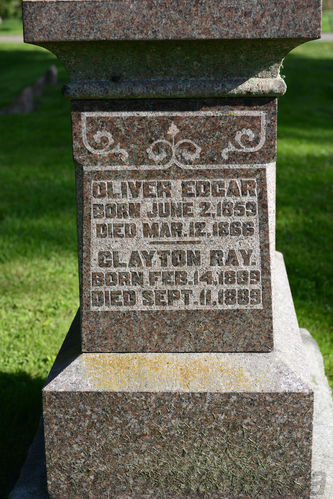 OLIVER EDGAR
BORN JUNE 2, 1859
DIED MAR. 12, 1866
CLAYTON RAY.
BORN FEB. 14, 1889
DIED SEPT. 11, 1889